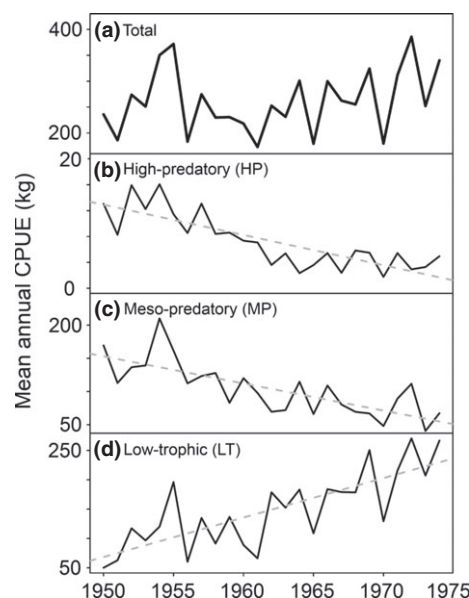 (a) Total
400
200
(b) High-predatory (HP)
20
0
(c) Meso-predatory (MP)
200
50
(d) Low-trophic (LT)
250
50
Mean annual CPUE (kg)
1950 1955 1960 1965 1970 1975